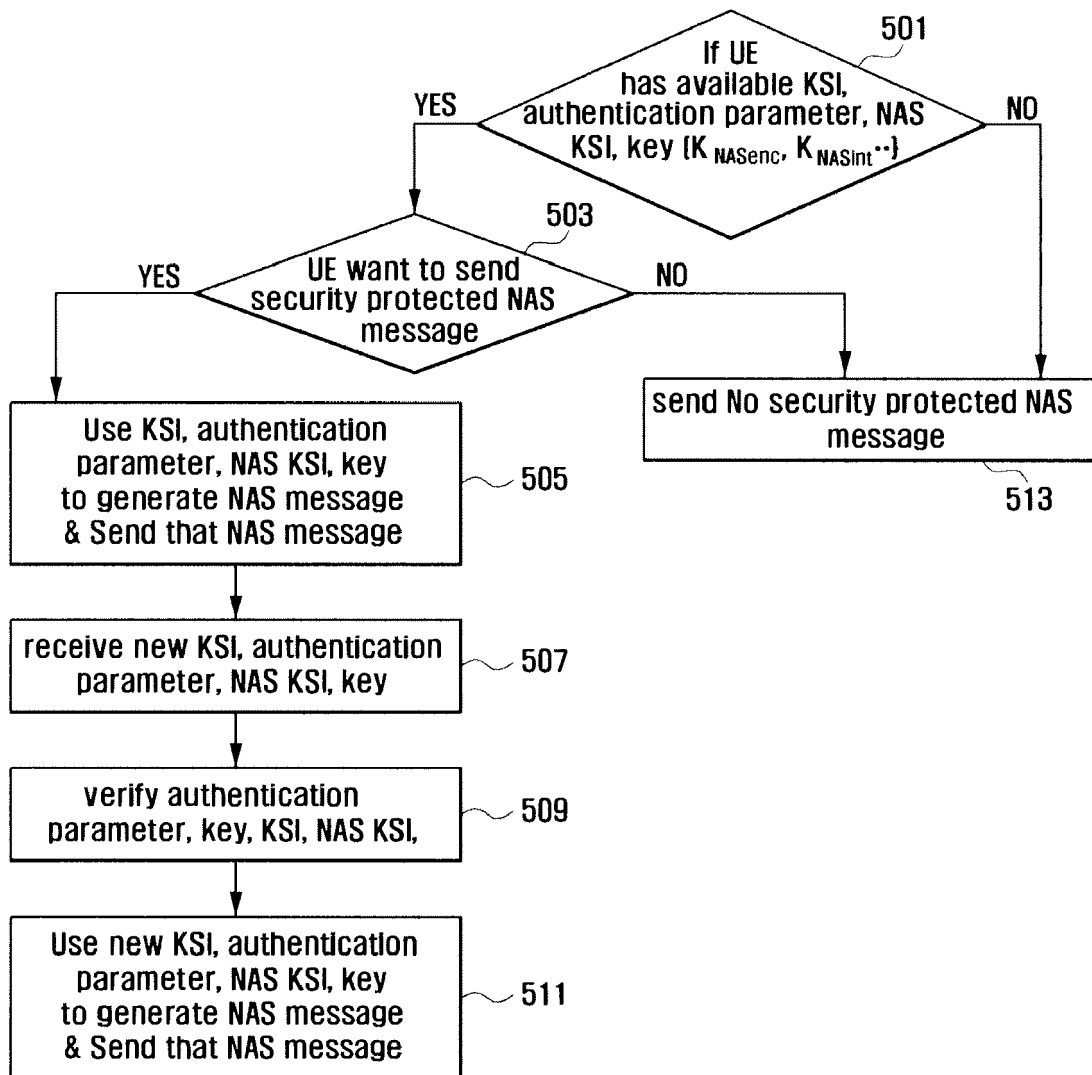 501
If UE
has available KSI,
authentication parameter, NAS
KSI, key (K NASenc, K NASint··)
YES
NO
503
UE want to send
security protected NAS
message
YES
NO
Use KSI, authentication
parameter, NAS KSI, key
to generate NAS message
& Send that NAS message
505
send No security protected NAS
message
513
receive new KSI, authentication
parameter, NAS KSI, key
507
verify authentication
parameter, key, KSI, NAS KSI,
509
Use new KSI, authentication
parameter, NAS KSI, key
to generate NAS message
& Send that NAS message
511